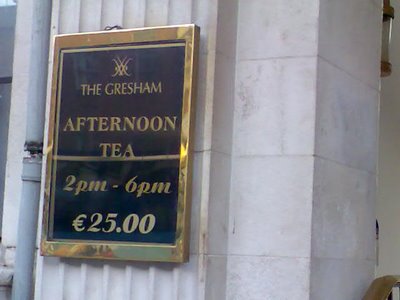 THE GRESHAM
AFTERNOON
TEA
2pm - 6pm
€25.00